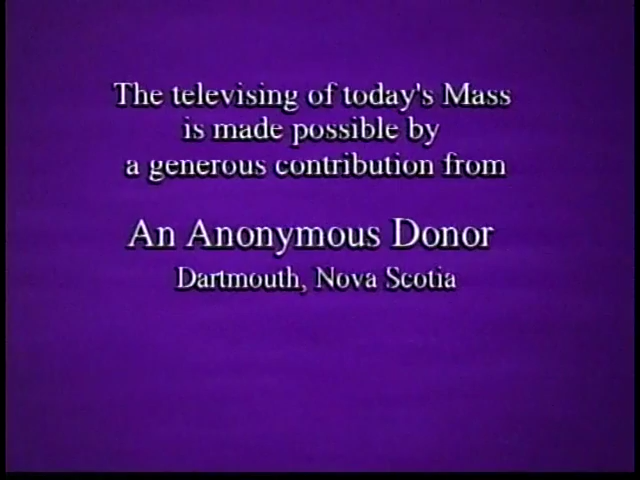 The televising of today's Mass
is made possible by
a generous contribution from
An Anonymous Donor
Dartmouth, Nova Scotia